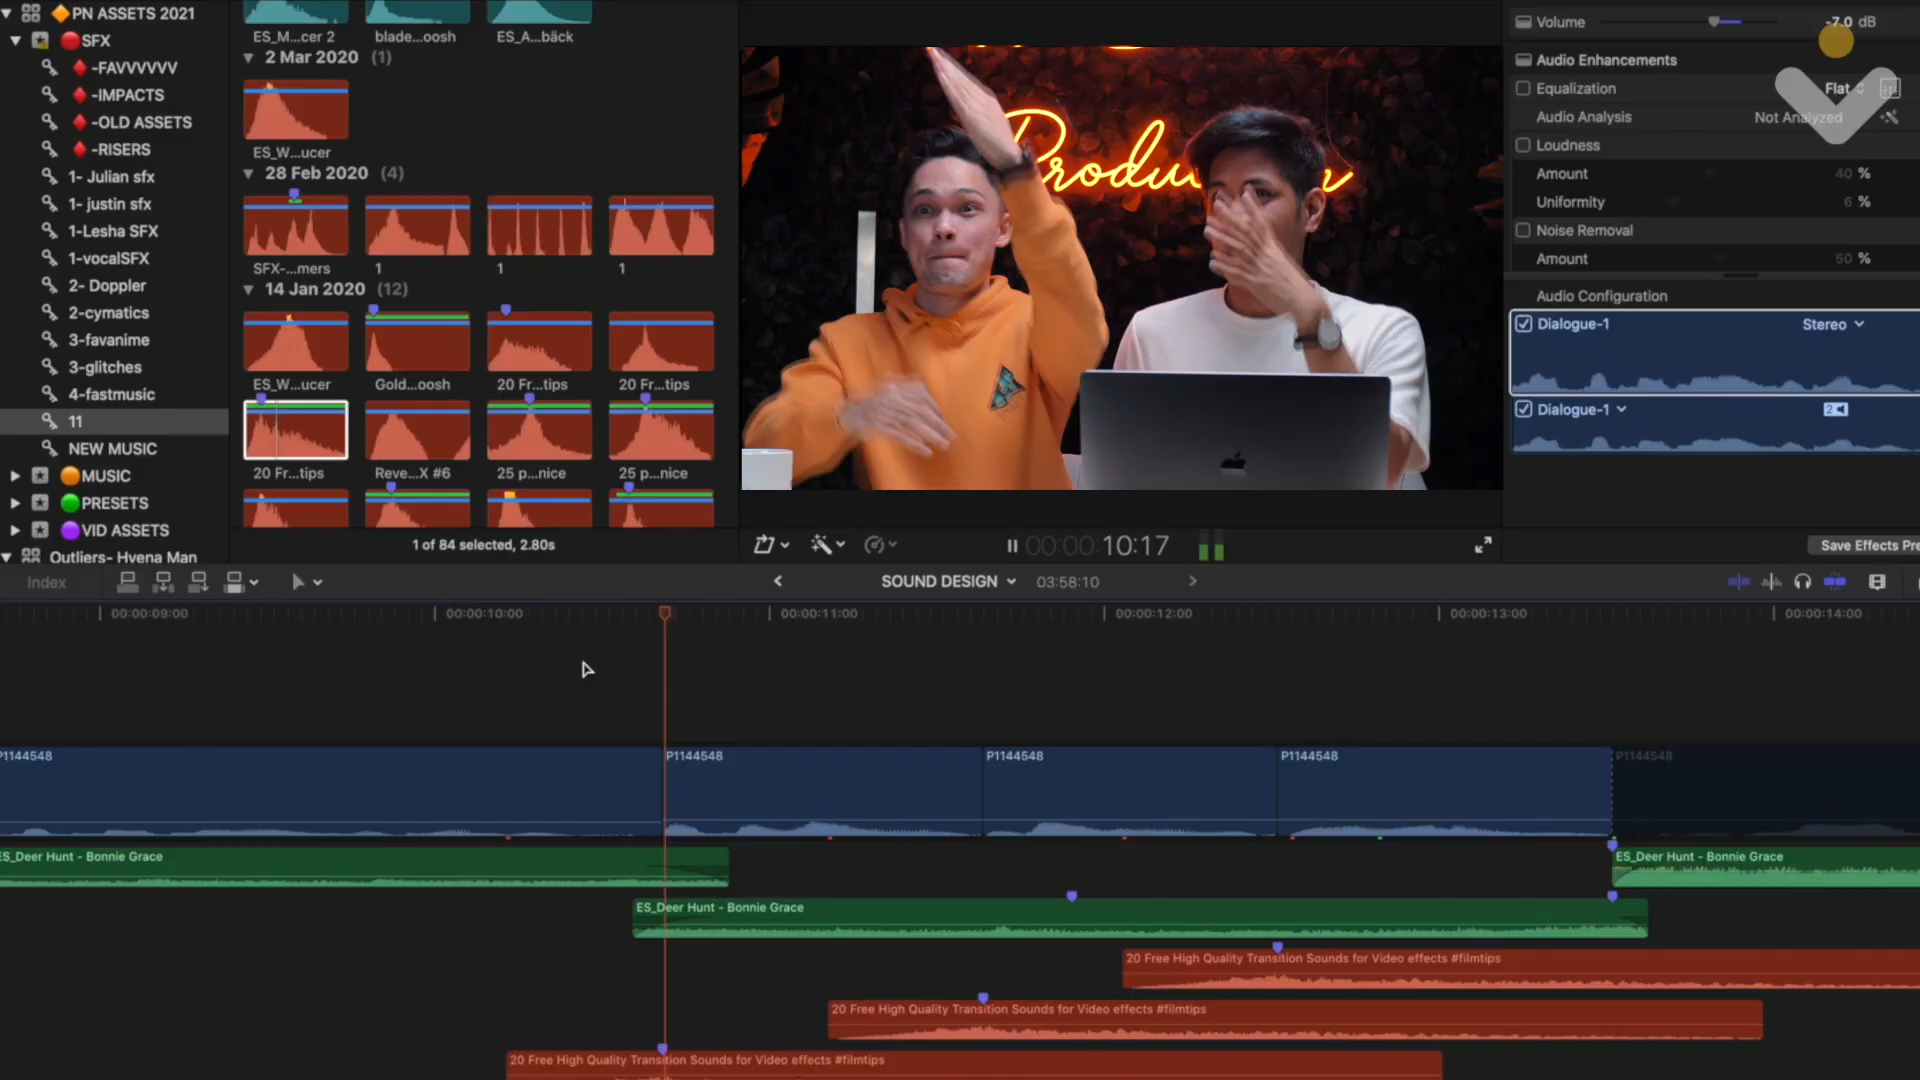 PN ASSETS 2021
SFX
-FAVVVVVV
-IMPACTS
-OLD ASSETS
-RISERS
1- Julian sfx
1- justin sfx
1-Lesha SFX
1-vocalSFX
2- Doppler
2-cymatics
3-favanime
3-glitches
4-fastmusic
11
NEW MUSIC
MUSIC
PRESETS
VID ASSETS
Outliers- Hyena Man
ES_M...cer 2
blade...oosh
ES_A...bäck
2 Mar 2020 (1)
ES_W...ucer
28 Feb 2020 (4)
SFX-...mers
1
1
1
14 Jan 2020 (12)
ES_W...ucer
Gold...oosh
20 Fr...tips
20 Fr...tips
20 Fr...tips
Reve...X #6
25 p...nice
25 p...nice
1 of 84 selected, 2.80s
Production
00:00:10:17
Volume
-7.0 dB
Audio Enhancements
Equalization
Flat
Audio Analysis
Not Analyzed
Loudness
Amount
40 %
Uniformity
6 %
Noise Removal
Amount
50 %
Audio Configuration
Dialogue-1
Stereo
Dialogue-1
2
Save Effects Pre
Index
SOUND DESIGN
03:58:10
00:00:09:00
00:00:10:00
00:00:11:00
00:00:12:00
00:00:13:00
00:00:14:00
P1144548
P1144548
P1144548
P1144548
P1144548
ES_Deer Hunt - Bonnie Grace
ES_Deer Hunt - Bonnie Grace
ES_Deer Hunt - Bonnie Grace
20 Free High Quality Transition Sounds for Video effects #filmtips
20 Free High Quality Transition Sounds for Video effects #filmtips
20 Free High Quality Transition Sounds for Video effects #filmtips